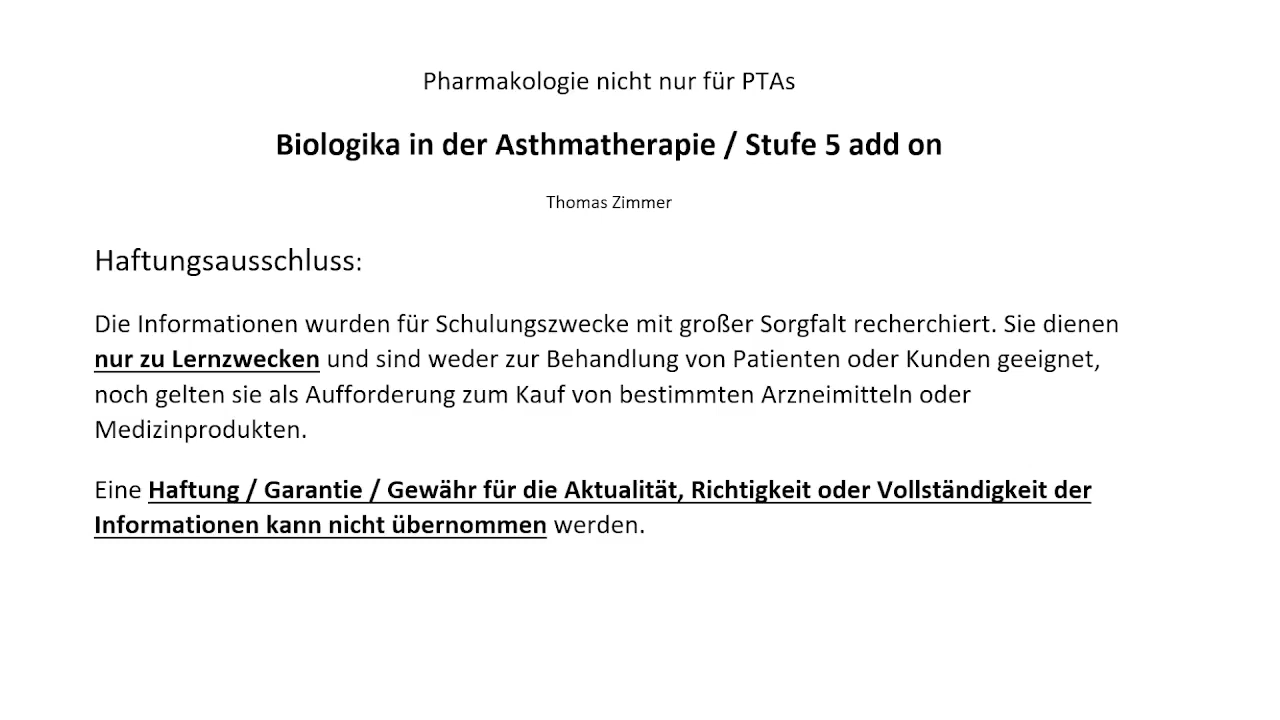 Pharmakologie nicht nur für PTAs
Biologika in der Asthmatherapie / Stufe 5 add on
Thomas Zimmer
Haftungsausschluss:
Die Informationen wurden für Schulungszwecke mit großer Sorgfalt recherchiert. Sie dienen
nur zu Lernzwecken und sind weder zur Behandlung von Patienten oder Kunden geeignet,
noch gelten sie als Aufforderung zum Kauf von bestimmten Arzneimitteln oder
Medizinprodukten.
Eine Haftung / Garantie / Gewähr für die Aktualität, Richtigkeit oder Vollständigkeit der
Informationen kann nicht übernommen werden.